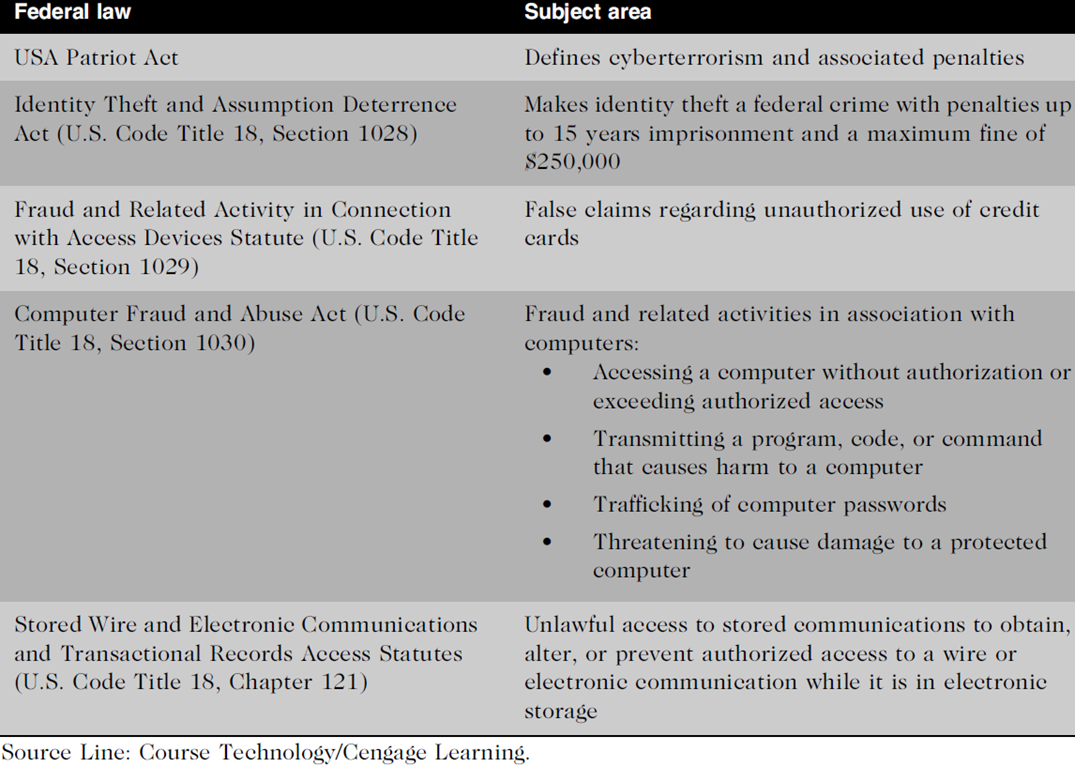 Federal law
Subject area
USA Patriot Act
Defines cyberterrorism and associated penalties
Identity Theft and Assumption Deterrence
Act (U.S. Code Title 18, Section 1028)
Makes identity theft a federal crime with penalties up
to 15 years imprisonment and a maximum fine of
$250,000
Fraud and Related Activity in Connection
with Access Devices Statute (U.S. Code Title
18, Section 1029)
False claims regarding unauthorized use of credit
cards
Computer Fraud and Abuse Act (U.S. Code
Title 18, Section 1030)
Fraud and related activities in association with
computers:
• Accessing a computer without authorization or
exceeding authorized access
• Transmitting a program, code, or command
that causes harm to a computer
• Trafficking of computer passwords
• Threatening to cause damage to a protected
computer
Stored Wire and Electronic Communications
and Transactional Records Access Statutes
(U.S. Code Title 18, Chapter 121)
Unlawful access to stored communications to obtain,
alter, or prevent authorized access to a wire or
electronic communication while it is in electronic
storage
Source Line: Course Technology/Cengage Learning.